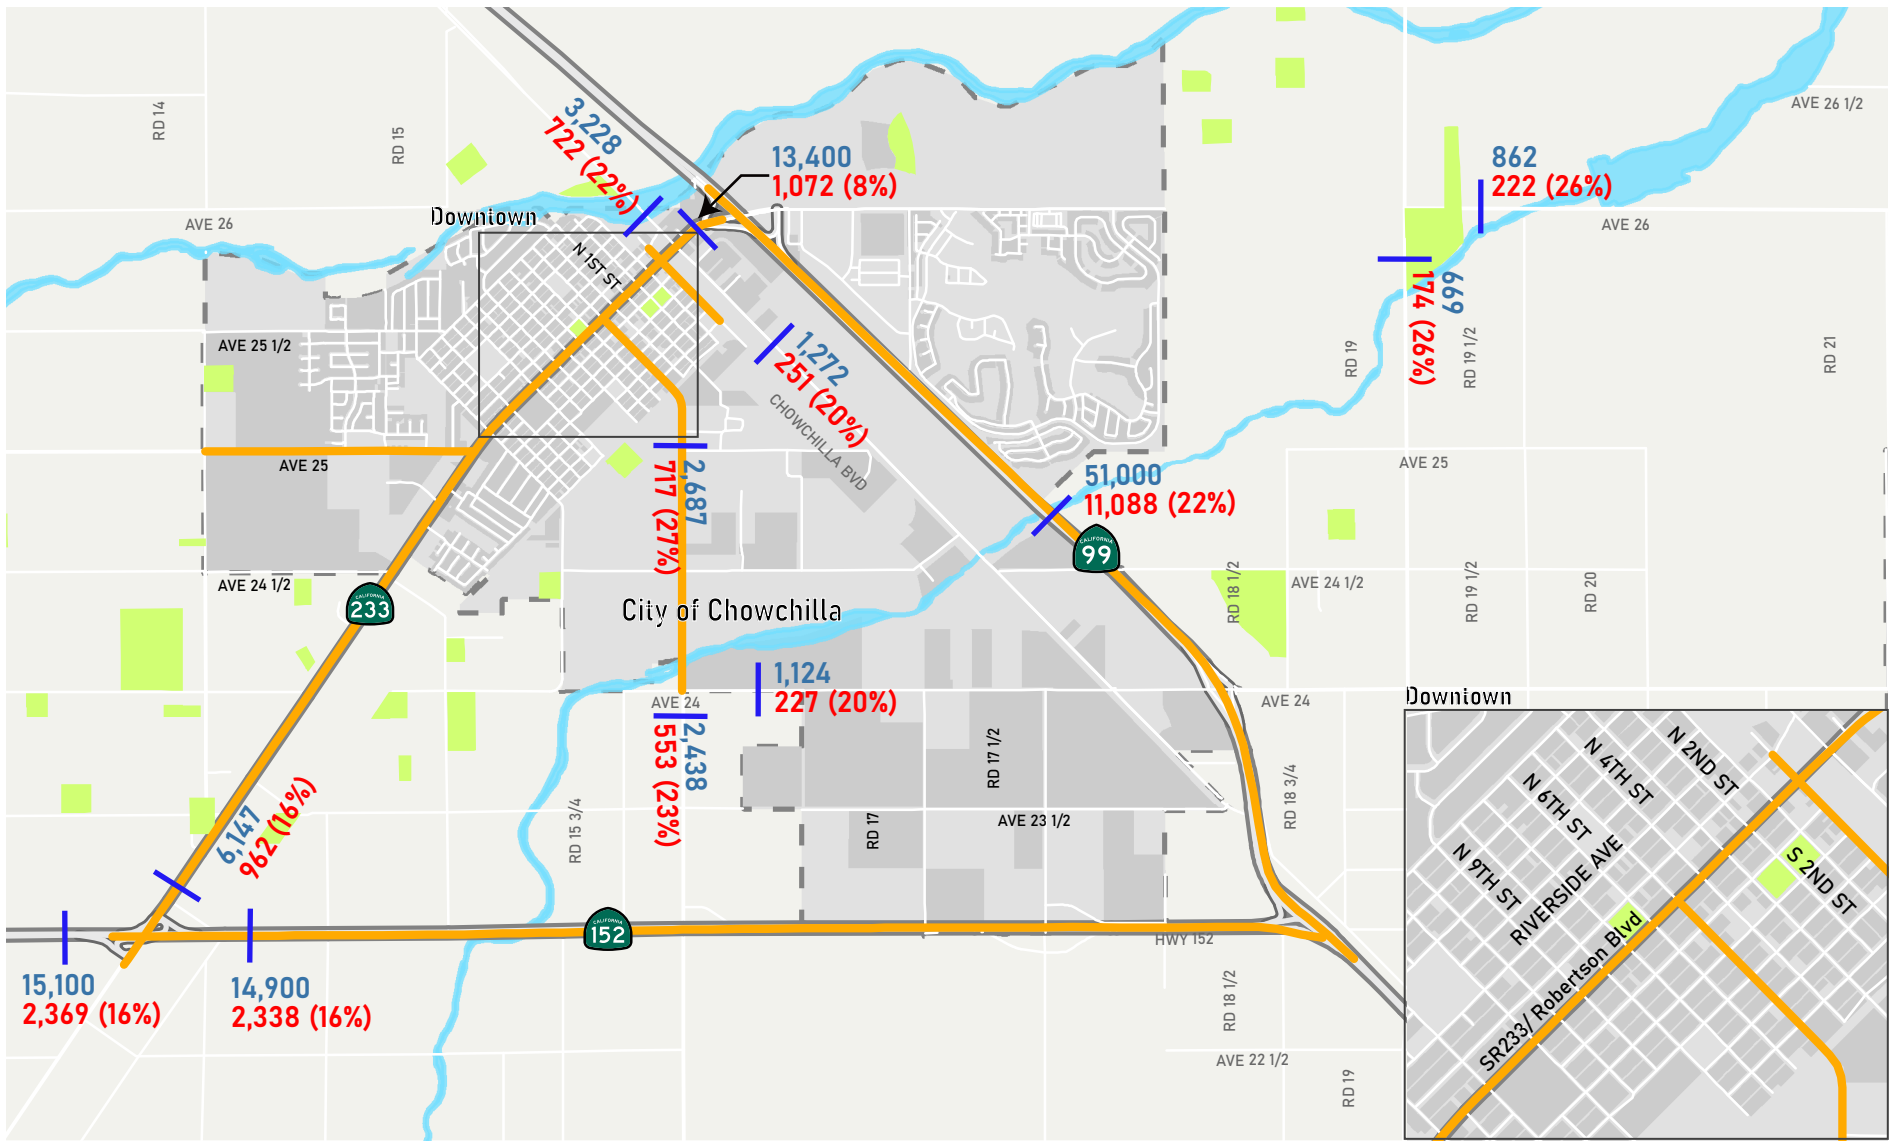 AVE 26 1/2
RD 14
RD 15
3,228
722 (22%)
13,400
1,072 (8%)
862
222 (26%)
AVE 26
Downtown
AVE 26
N 1ST ST
699
174 (26%)
AVE 25 1/2
1,272
251 (20%)
RD 19
RD 19 1/2
RD 21
CHOWCHILLA BVD
AVE 25
2,687
717 (27%)
51,000
11,088 (22%)
AVE 25
CALIFORNIA
99
AVE 24 1/2
CALIFORNIA
233
City of Chowchilla
RD 18 1/2
AVE 24 1/2
RD 19 1/2
RD 20
1,124
227 (20%)
AVE 24
AVE 24
2,438
553 (23%)
RD 17 1/2
RD 18 3/4
6,147
962 (16%)
RD 15 3/4
RD 17
AVE 23 1/2
CALIFORNIA
152
HWY 152
15,100
2,369 (16%)
14,900
2,338 (16%)
RD 18 1/2
AVE 22 1/2
RD 19
Downtown
N 2ND ST
N 4TH ST
N 6TH ST
N 9TH ST
RIVERSIDE AVE
S 2ND ST
SR233/ Robertson Blvd